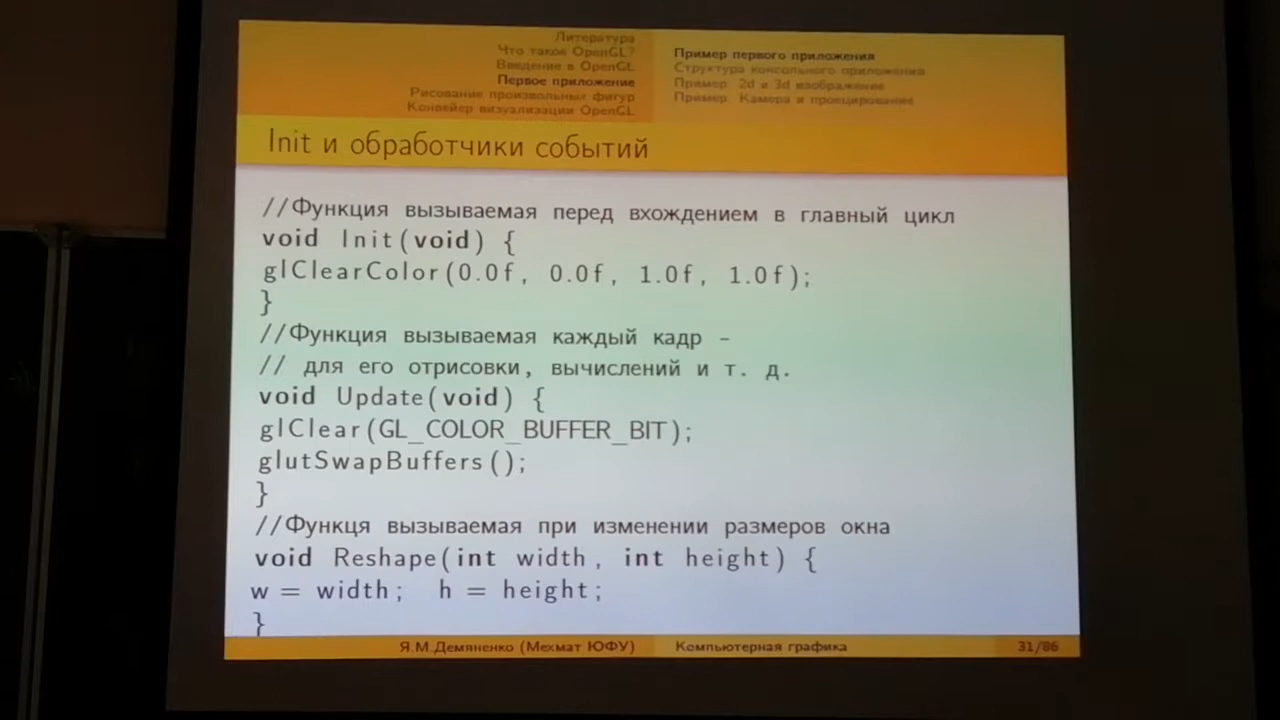 Литература
Что такое OpenGL?
Введение в OpenGL
Первое приложение
Рисование произвольных фигур
Конвейер визуализации OpenGL
Пример первого приложения
Структура консольного приложения
Пример. 2d и 3d изображение
Пример. Камера и проецирование
Init и обработчики событий
//Функция вызываемая перед вхождением в главный цикл
void Init(void) {
glClearColor(0.0f, 0.0f, 1.0f, 1.0f);
}
//Функция вызываемая каждый кадр –
// для его отрисовки, вычислений и т. д.
void Update(void) {
glClear(GL_COLOR_BUFFER_BIT);
glutSwapBuffers();
}
//Функця вызываемая при изменении размеров окна
void Reshape(int width, int height) {
w = width; h = height;
}
Я.М.Демяненко (Мехмат ЮФУ) Компьютерная графика 31/86